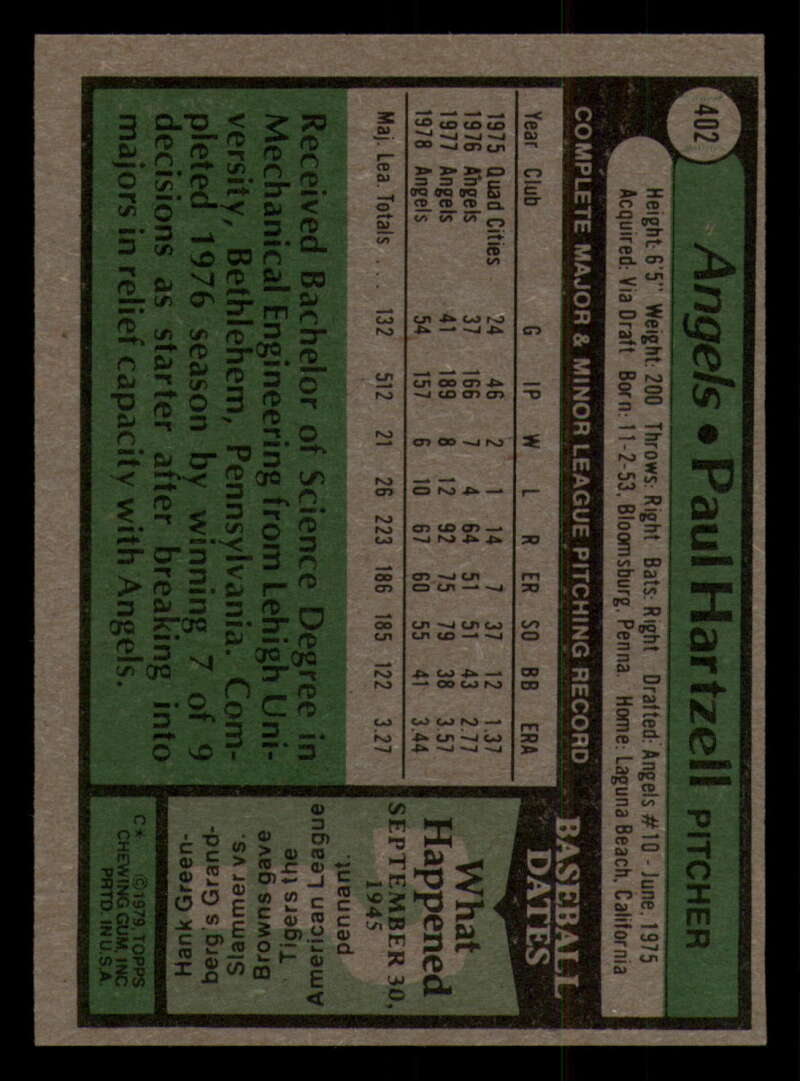 402
Angels • Paul Hartzell PITCHER
Height: 6'5" Weight: 200 Throws: Right Bats: Right Drafted: Angels #10 - June, 1975
Acquired: Via Draft Born: 11-2-53, Bloomsburg, Penna Home: Laguna Beach, California
COMPLETE MAJOR & MINOR LEAGUE PITCHING RECORD
Year Club G IP W L R ER SO BB ERA
1975 Quad Cities 24 46 2 1 14 7 37 12 1.37
1976 Angels 37 166 7 4 64 51 51 43 2.77
1977 Angels 41 189 8 12 92 75 79 38 3.57
1978 Angels 54 157 6 10 67 60 55 41 3.44
Maj. Lea. Totals . . . 132 512 21 26 223 186 185 122 3.27
Received Bachelor of Science Degree in
Mechanical Engineering from Lehigh Uni-
versity, Bethlehem, Pennsylvania. Com-
pleted 1976 season by winning 7 of 9
decisions as starter after breaking into
majors in relief capacity with Angels.
BASEBALL
DATES
What
Happened
SEPTEMBER 30,
1945
Hank Green-
berg's Grand-
Slammer vs.
Browns gave
Tigers the
American League
pennant.
C* ©1979 TOPPS
CHEWING GUM, INC.
PRTD. IN U.S.A.